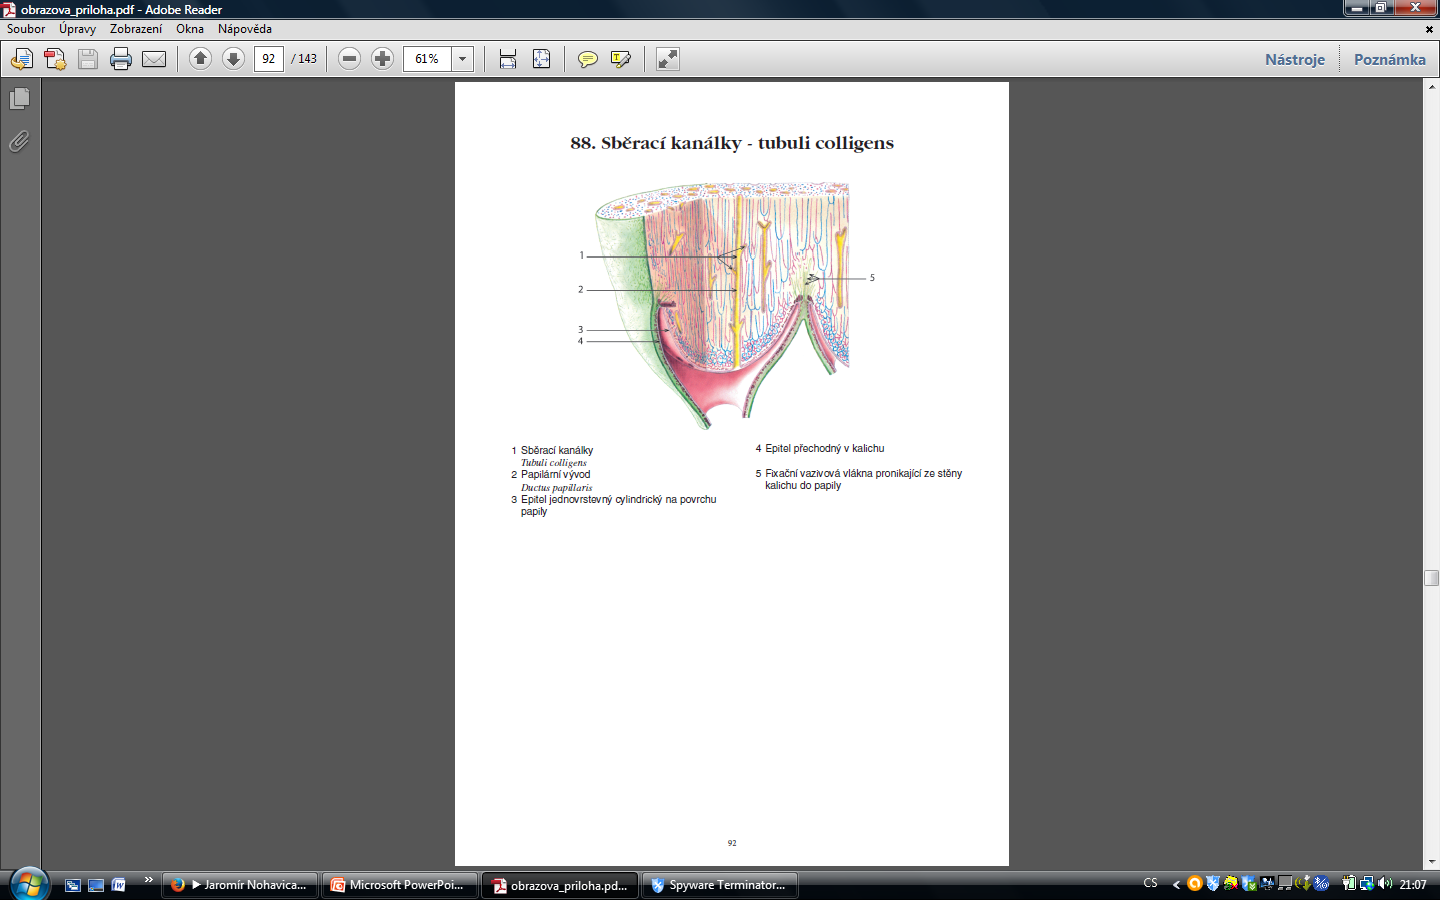 obrazova_priloha.pdf - Adobe Reader
Soubor Úpravy Zobrazení Okna Nápověda
92 / 143 61% Nástroje Poznámka
88. Sběrací kanálky - tubuli colligens
1
2
3
4
5
1 Sběrací kanálky
Tubuli colligens
2 Papilární vývod
Ductus papillaris
3 Epitel jednovrstevný cylindrický na povrchu
papily
4 Epitel přechodný v kalichu
5 Fixační vazivová vlákna pronikající ze stěny
kalichu do papily
92
» Jaromír Nohavica... Microsoft PowerPoi... obrazova_priloha.pd... Spyware Terminator... CS 21:07